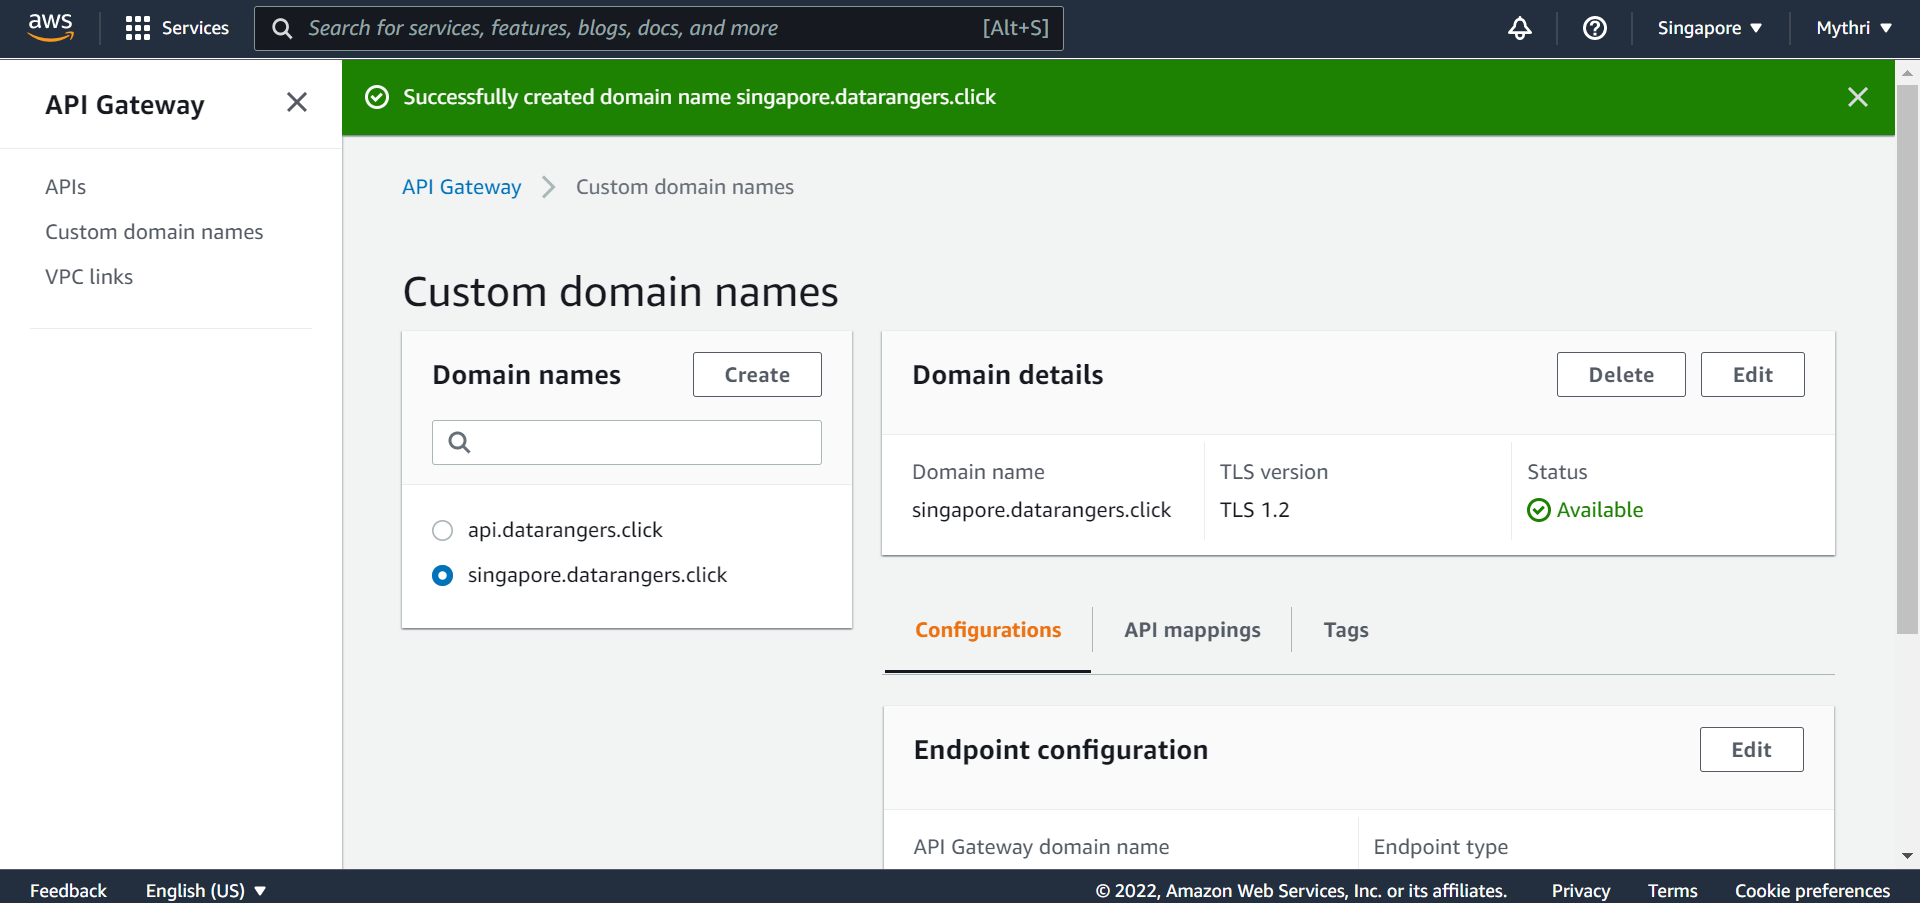 aws Services Search for services, features, blogs, docs, and more [Alt+S] Singapore ▼ Mythri ▼
API Gateway
APIs
Custom domain names
VPC links
Successfully created domain name singapore.datarangers.click
API Gateway > Custom domain names
Custom domain names
Domain names Create
api.datarangers.click
singapore.datarangers.click
Domain details Delete Edit
Domain name TLS version Status
singapore.datarangers.click TLS 1.2 Available
Configurations API mappings Tags
Endpoint configuration Edit
API Gateway domain name Endpoint type
Feedback English (US) ▼ © 2022, Amazon Web Services, Inc. or its affiliates. Privacy Terms Cookie preferences